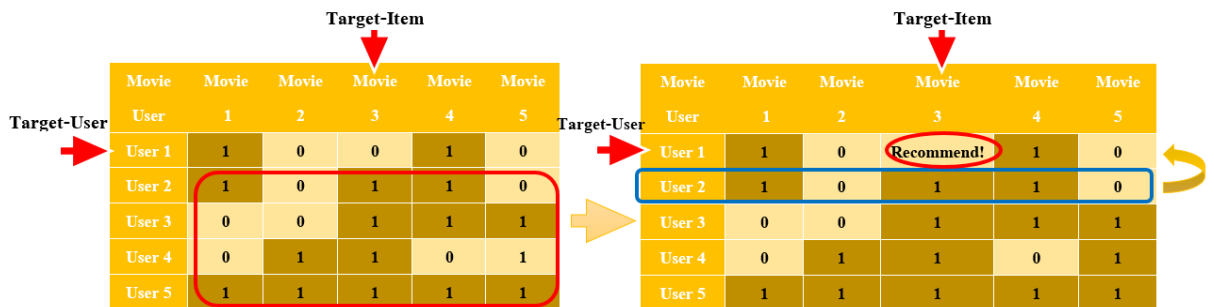 Target-Item
Target-User
Movie Movie Movie Movie Movie Movie
User 1 2 3 4 5
User 1 1 0 0 1 0
User 2 1 0 1 1 0
User 3 0 0 1 1 1
User 4 0 1 1 0 1
User 5 1 1 1 1 1
Target-Item
Target-User
Movie Movie Movie Movie Movie Movie
User 1 2 3 4 5
User 1 1 0 Recommend! 1 0
User 2 1 0 1 1 0
User 3 0 0 1 1 1
User 4 0 1 1 0 1
User 5 1 1 1 1 1